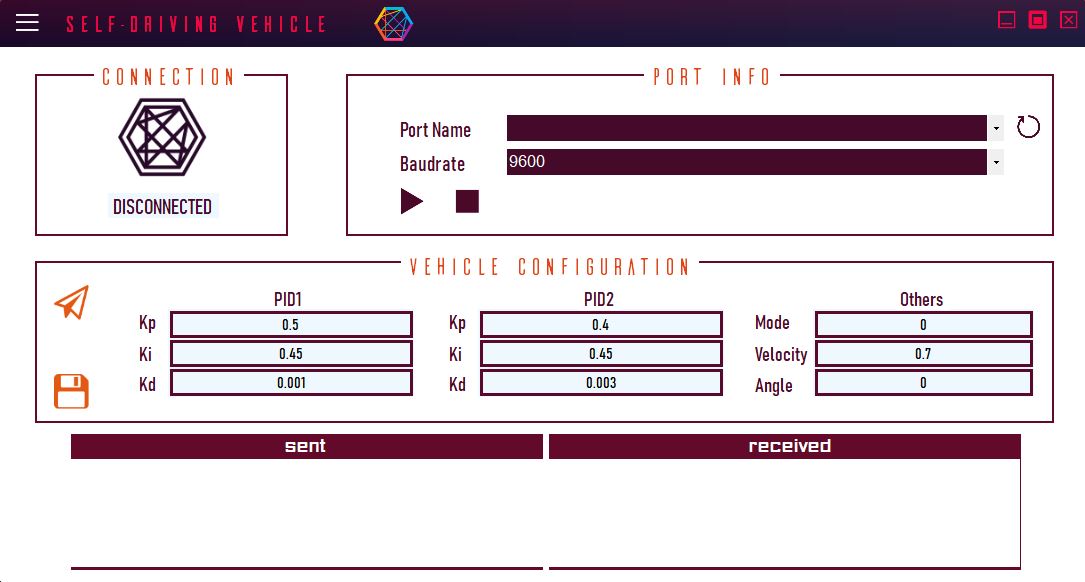 SELF-DRIVING VEHICLE
CONNECTION
DISCONNECTED
PORT INFO
Port Name
Baudrate 9600
VEHICLE CONFIGURATION
PID1 PID2 Others
Kp 0.5 Kp 0.4 Mode 0
Ki 0.45 Ki 0.45 Velocity 0.7
Kd 0.001 Kd 0.003 Angle 0
sent received